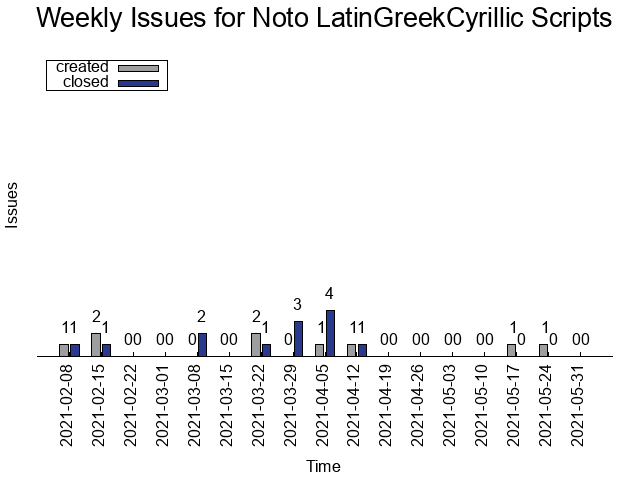 Weekly Issues for Noto LatinGreekCyrillic Scripts
created
closed
Issues
11 2 1 00 00 0 2 00 2 1 0 3 1 4 11 00 00 00 00 1 0 1 0 00
2021-02-08
2021-02-15
2021-02-22
2021-03-01
2021-03-08
2021-03-15
2021-03-22
2021-03-29
2021-04-05
2021-04-12
2021-04-19
2021-04-26
2021-05-03
2021-05-10
2021-05-17
2021-05-24
2021-05-31
Time